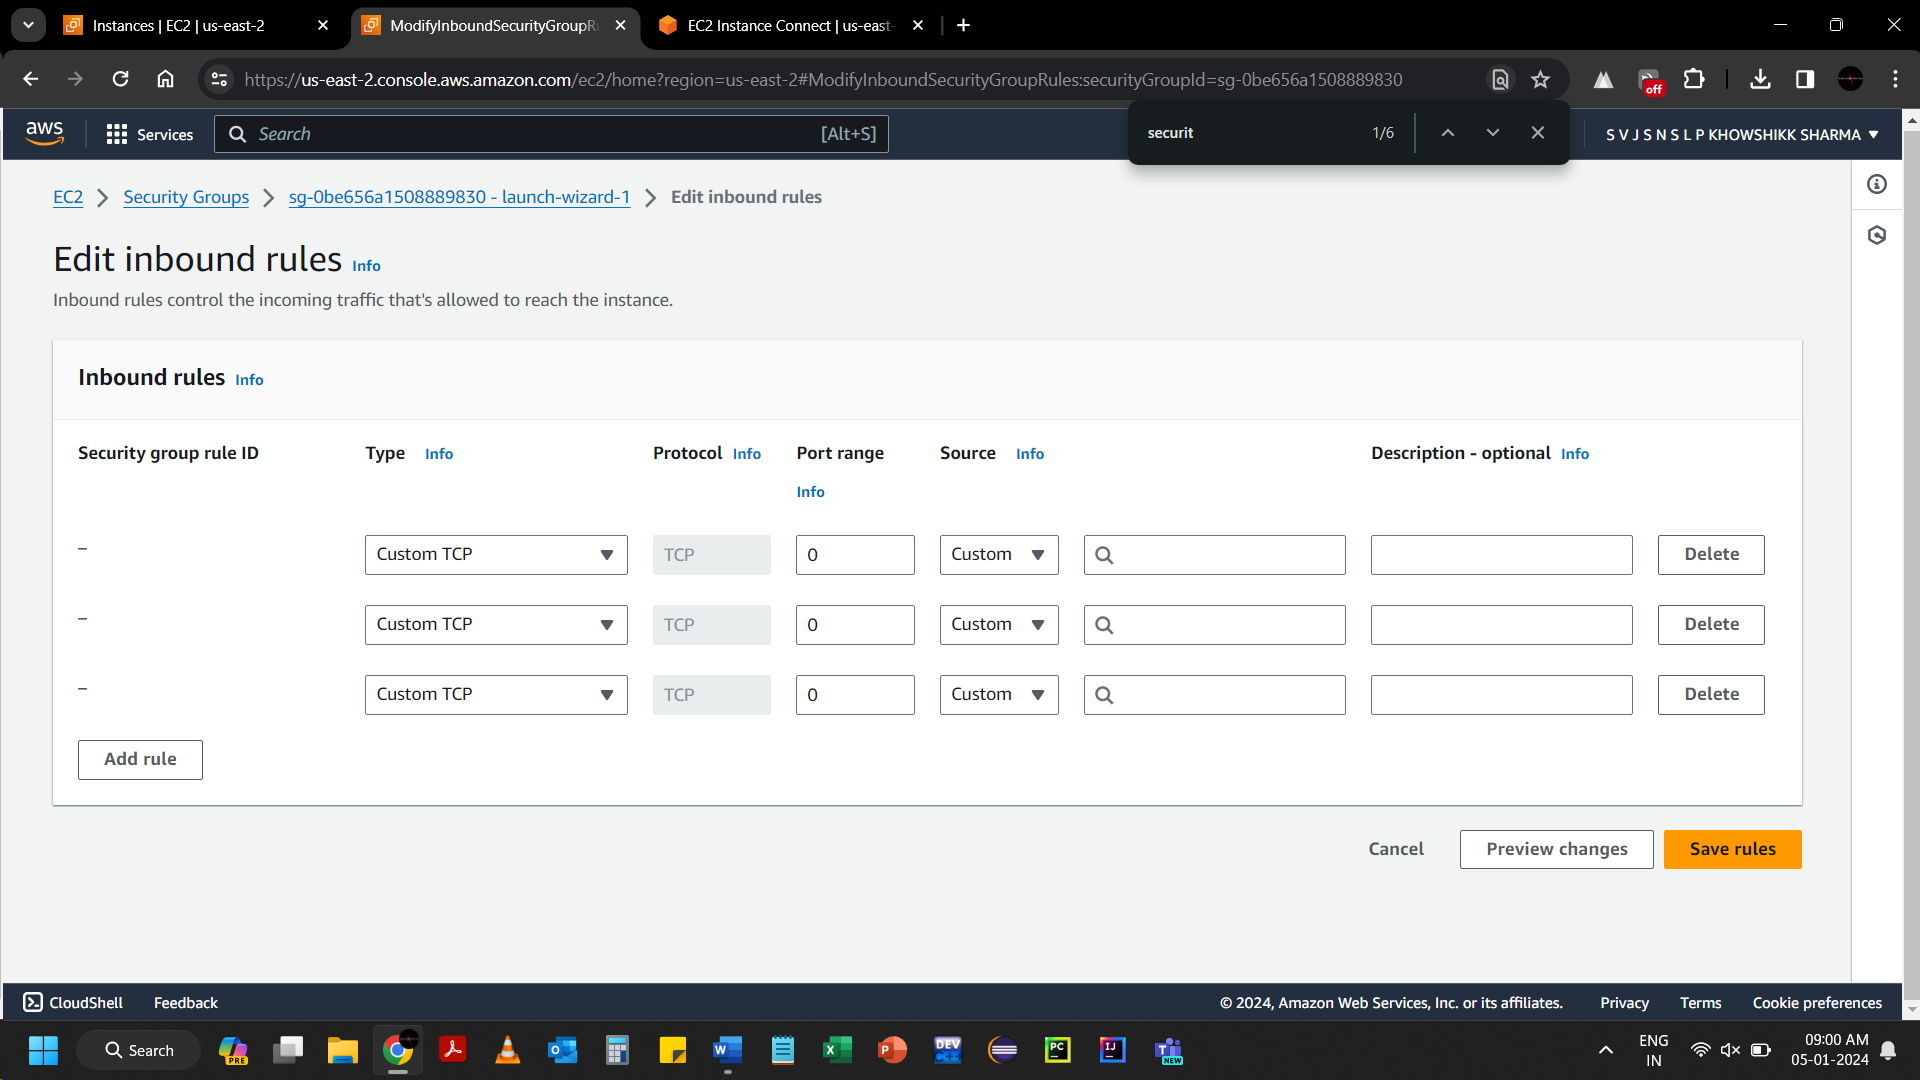 Instances | EC2 | us-east-2
ModifyInboundSecurityGroupR
EC2 Instance Connect | us-east-
https://us-east-2.console.aws.amazon.com/ec2/home?region=us-east-2#ModifyInboundSecurityGroupRules:securityGroupId=sg-0be656a1508889830
off
aws
Services
Search
[Alt+S]
securit
1/6
S V J S N S L P KHOWSHIKK SHARMA
EC2
Security Groups
sg-0be656a1508889830 - launch-wizard-1
Edit inbound rules
Edit inbound rules Info
Inbound rules control the incoming traffic that's allowed to reach the instance.
Inbound rules Info
Security group rule ID
Type Info
Protocol Info
Port range
Info
Source Info
Description - optional Info
– Custom TCP TCP 0 Custom Delete
– Custom TCP TCP 0 Custom Delete
– Custom TCP TCP 0 Custom Delete
Add rule
Cancel
Preview changes
Save rules
CloudShell
Feedback
© 2024, Amazon Web Services, Inc. or its affiliates.
Privacy
Terms
Cookie preferences
Search
PRE
DEV
PC
IJ
NEW
ENG
IN
09:00 AM
05-01-2024